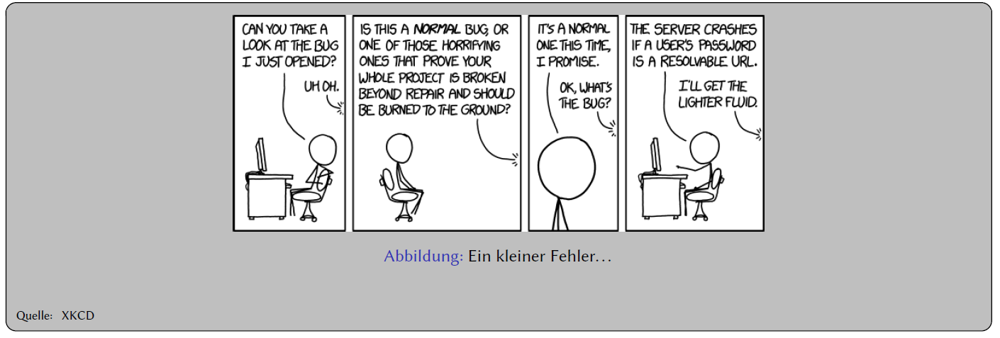 CAN YOU TAKE A
LOOK AT THE BUG
I JUST OPENED?
UH OH.
IS THIS A NORMAL BUG, OR
ONE OF THOSE HORRIFYING
ONES THAT PROVE YOUR
WHOLE PROJECT IS BROKEN
BEYOND REPAIR AND SHOULD
BE BURNED TO THE GROUND?
IT'S A NORMAL
ONE THIS TIME,
I PROMISE.
OK, WHAT'S
THE BUG?
THE SERVER CRASHES
IF A USER'S PASSWORD
IS A RESOLVABLE URL.
I'LL GET THE
LIGHTER FLUID.
Abbildung: Ein kleiner Fehler…
Quelle: XKCD